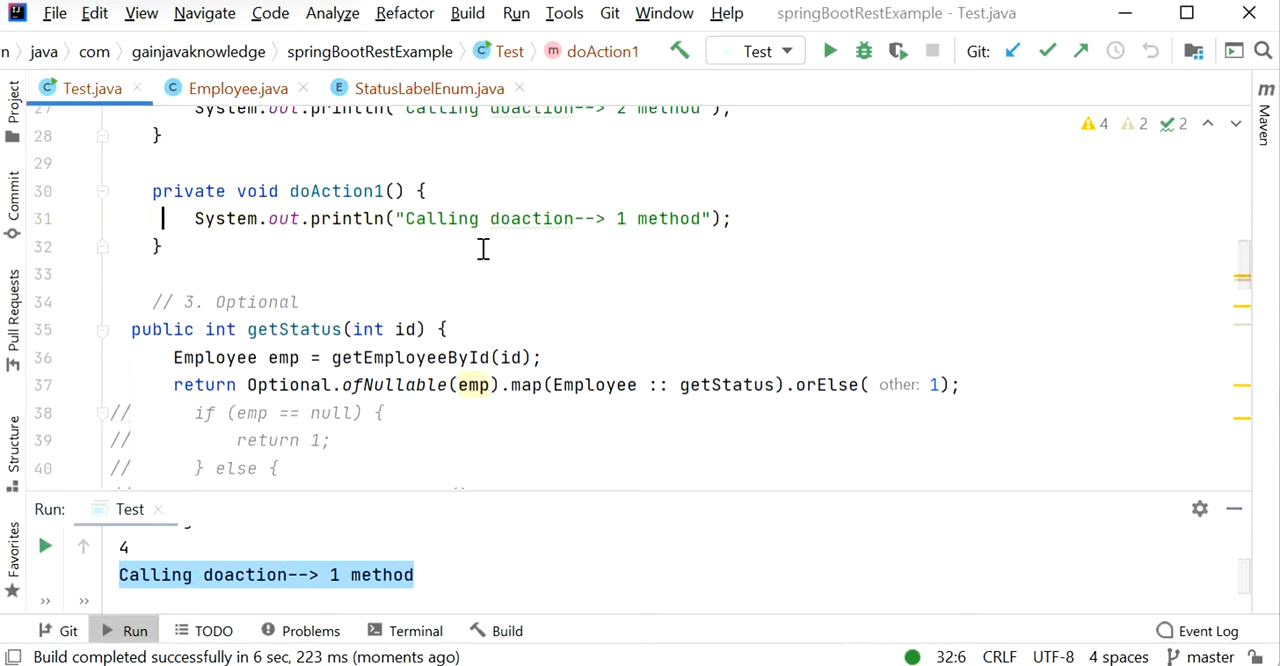 File Edit View Navigate Code Analyze Refactor Build Run Tools Git Window Help springBootRestExample - Test.java
n java com gainjavaknowledge springBootRestExample C Test m doAction1 Test Git:
C Test.java C Employee.java E StatusLabelEnum.java
27 System.out.println("Calling doaction--> 2 method");
4 2 2
28 }
29
30 private void doAction1() {
31 System.out.println("Calling doaction--> 1 method");
32 }
33
34 // 3. Optional
35 public int getStatus(int id) {
36 Employee emp = getEmployeeById(id);
37 return Optional.ofNullable(emp).map(Employee :: getStatus).orElse( other: 1);
38 // if (emp == null) {
39 // return 1;
40 // } else {
Project
Commit
Pull Requests
Structure
Favorites
m Maven
Run: Test
4
Calling doaction--> 1 method
Git Run TODO Problems Terminal Build Event Log
Build completed successfully in 6 sec, 223 ms (moments ago) 32:6 CRLF UTF-8 4 spaces master